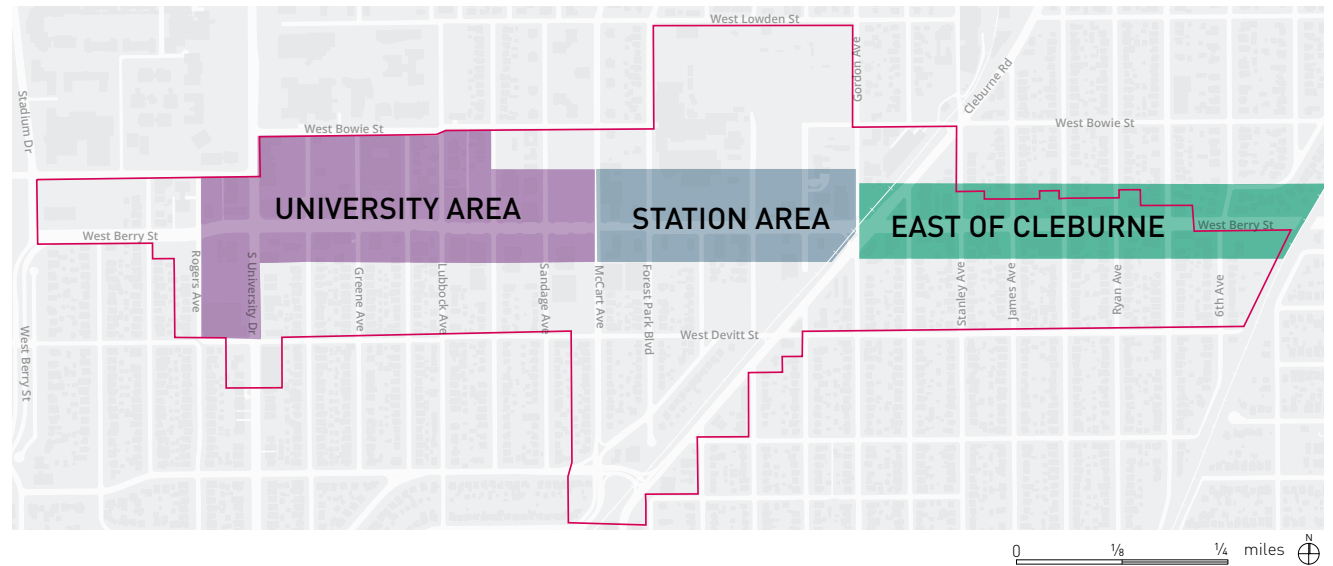 West Lowden St
Gordon Ave
Cleburne Rd
Stadium Dr
West Bowie St
West Bowie St
UNIVERSITY AREA
STATION AREA
EAST OF CLEBURNE
West Berry St
West Berry St
Rogers Ave
S University Dr
Greene Ave
Lubbock Ave
Sandage Ave
McCart Ave
Forest Park Blvd
Stanley Ave
James Ave
Ryan Ave
6th Ave
West Berry St
West Devitt St
0 ⅛ ¼ miles
N